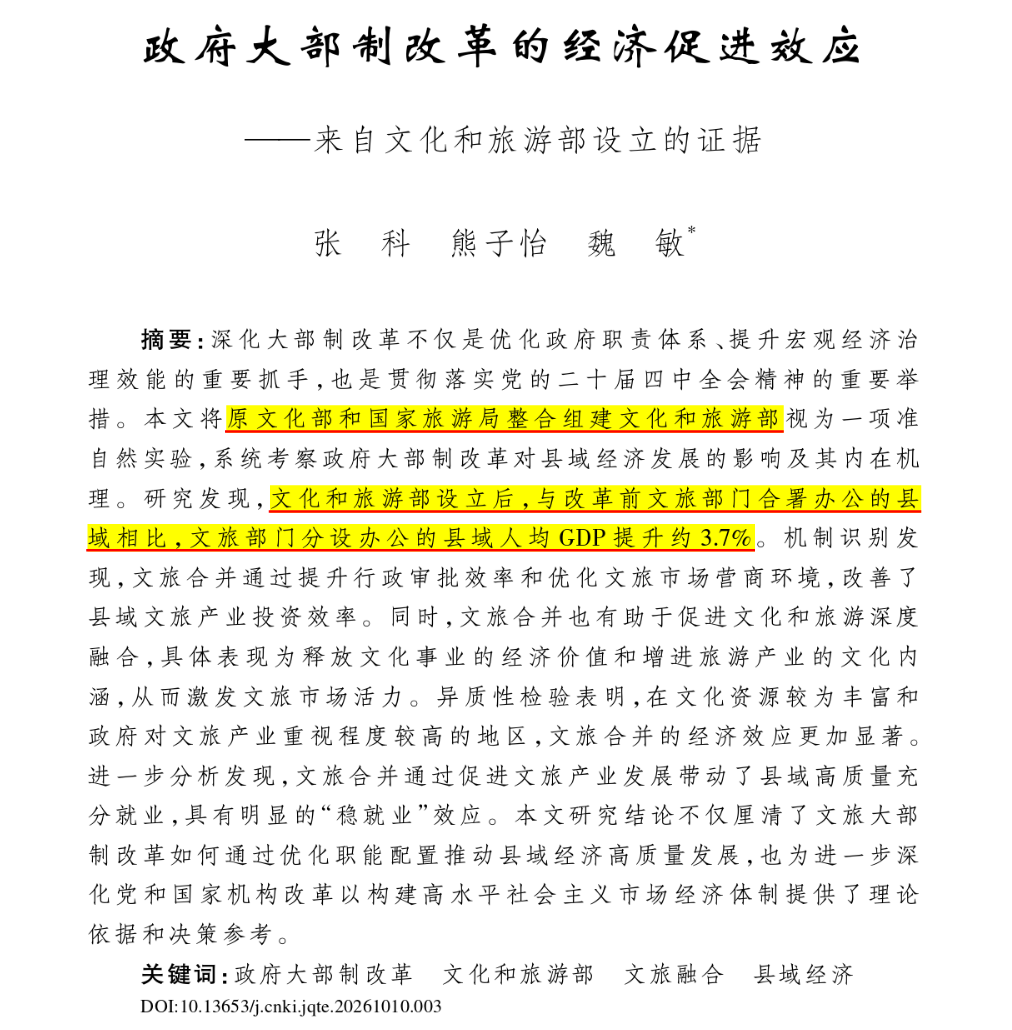 政府大部制改革的经济促进效应
——来自文化和旅游部设立的证据
张 科 熊子怡 魏 敏*
摘要:深化大部制改革不仅是优化政府职责体系、提升宏观经济治
理效能的重要抓手,也是贯彻落实党的二十届四中全会精神的重要举
措。本文将原文化部和国家旅游局整合组建文化和旅游部视为一项准
自然实验,系统考察政府大部制改革对县域经济发展的影响及其内在机
理。研究发现,文化和旅游部设立后,与改革前文旅部门合署办公的县
域相比,文旅部门分设办公的县域人均 GDP 提升约 3.7%。机制识别发
现,文旅合并通过提升行政审批效率和优化文旅市场营商环境,改善了
县域文旅产业投资效率。同时,文旅合并也有助于促进文化和旅游深度
融合,具体表现为释放文化事业的经济价值和增进旅游产业的文化内
涵,从而激发文旅市场活力。异质性检验表明,在文化资源较为丰富和
政府对文旅产业重视程度较高的地区,文旅合并的经济效应更加显著。
进一步分析发现,文旅合并通过促进文旅产业发展带动了县域高质量充
分就业,具有明显的“稳就业”效应。本文研究结论不仅厘清了文旅大部
制改革如何通过优化职能配置推动县域经济高质量发展,也为进一步深
化党和国家机构改革以构建高水平社会主义市场经济体制提供了理论
依据和决策参考。
关键词:政府大部制改革 文化和旅游部 文旅融合 县域经济
DOI:10.13653/j.cnki.jqte.20261010.003